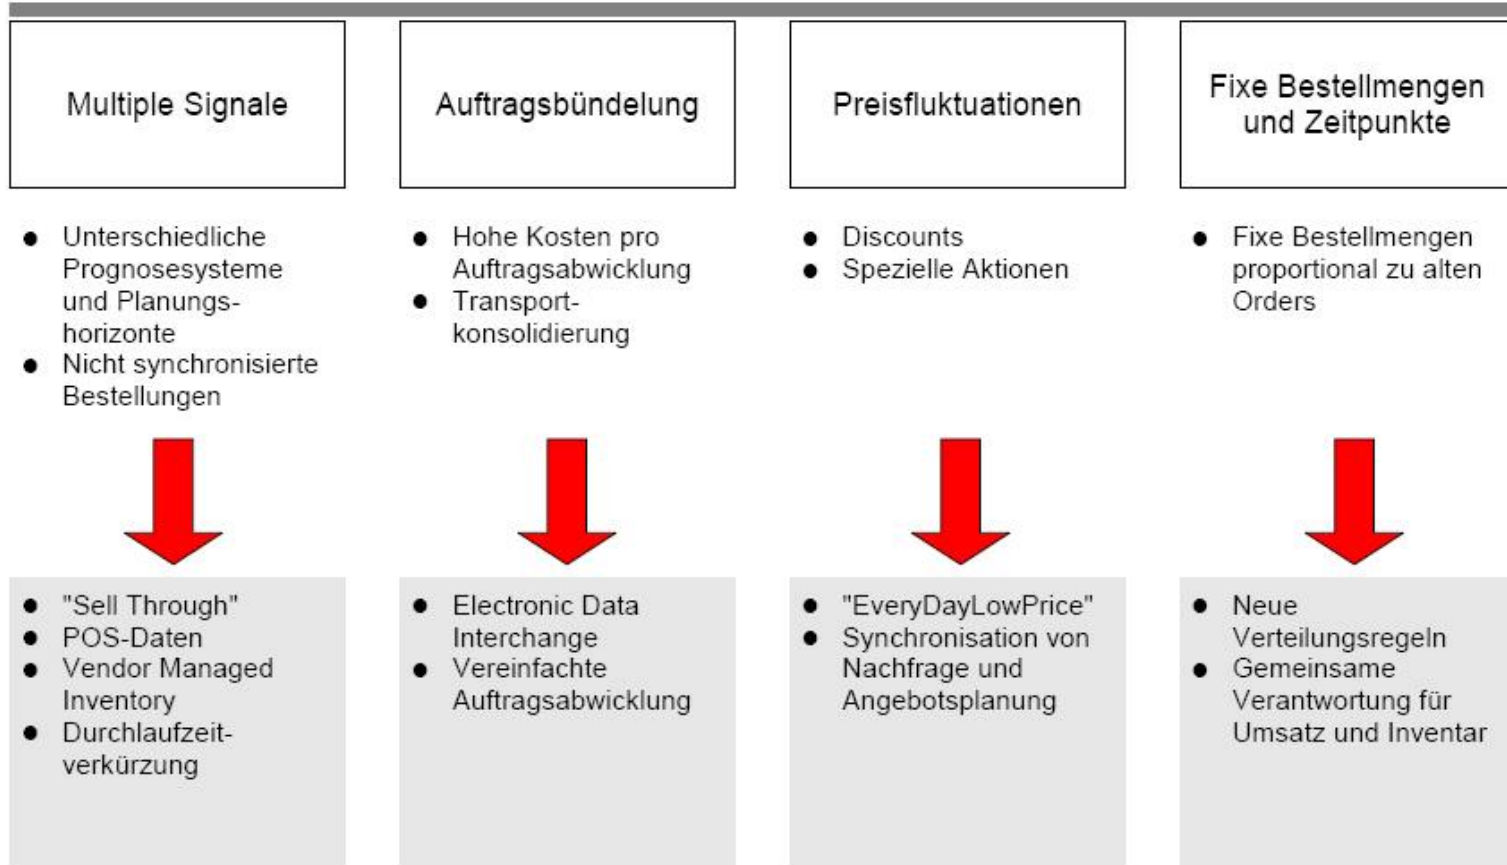 Multiple Signale
Auftragsbündelung
Preisfluktuationen
Fixe Bestellmengen
und Zeitpunkte
● Unterschiedliche
Prognosesysteme
und Planungs-
horizonte
● Nicht synchronisierte
Bestellungen
● Hohe Kosten pro
Auftragsabwicklung
● Transport-
konsolidierung
● Discounts
● Spezielle Aktionen
● Fixe Bestellmengen
proportional zu alten
Orders
● "Sell Through"
● POS-Daten
● Vendor Managed
Inventory
● Durchlaufzeit-
verkürzung
● Electronic Data
Interchange
● Vereinfachte
Auftragsabwicklung
● "EveryDayLowPrice"
● Synchronisation von
Nachfrage und
Angebotsplanung
● Neue
Verteilungsregeln
● Gemeinsame
Verantwortung für
Umsatz und Inventar